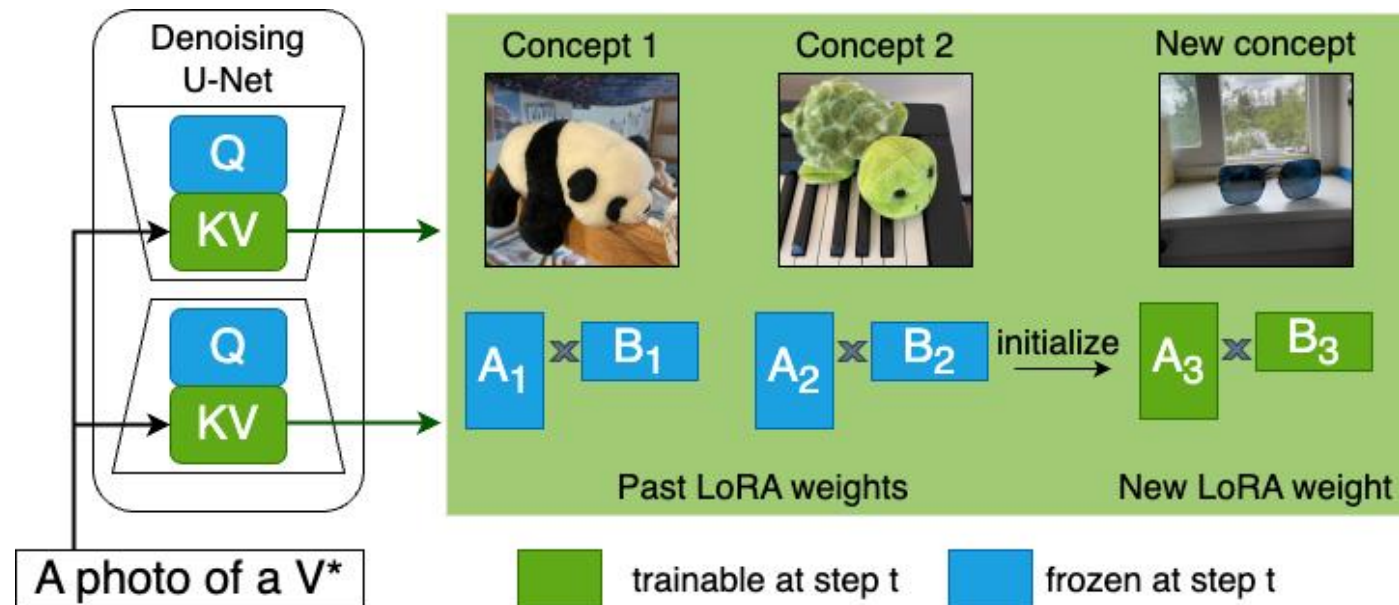 Denoising
U-Net
Q
KV
Q
KV
A photo of a V*
Concept 1
Concept 2
New concept
A₁ × B₁
A₂ × B₂
initialize
A₃ × B₃
Past LoRA weights
New LoRA weight
trainable at step t
frozen at step t